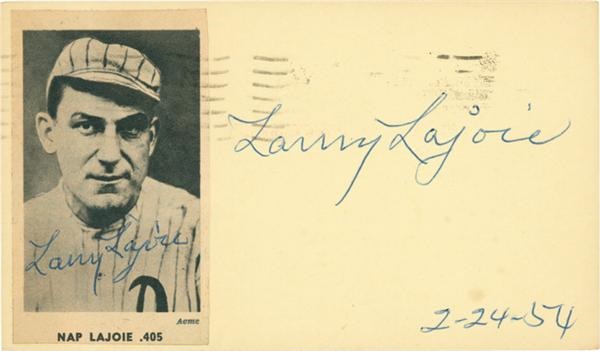 Larry Lajoie
Larry Lajoie
Acme
NAP LAJOIE .405
2-24-54